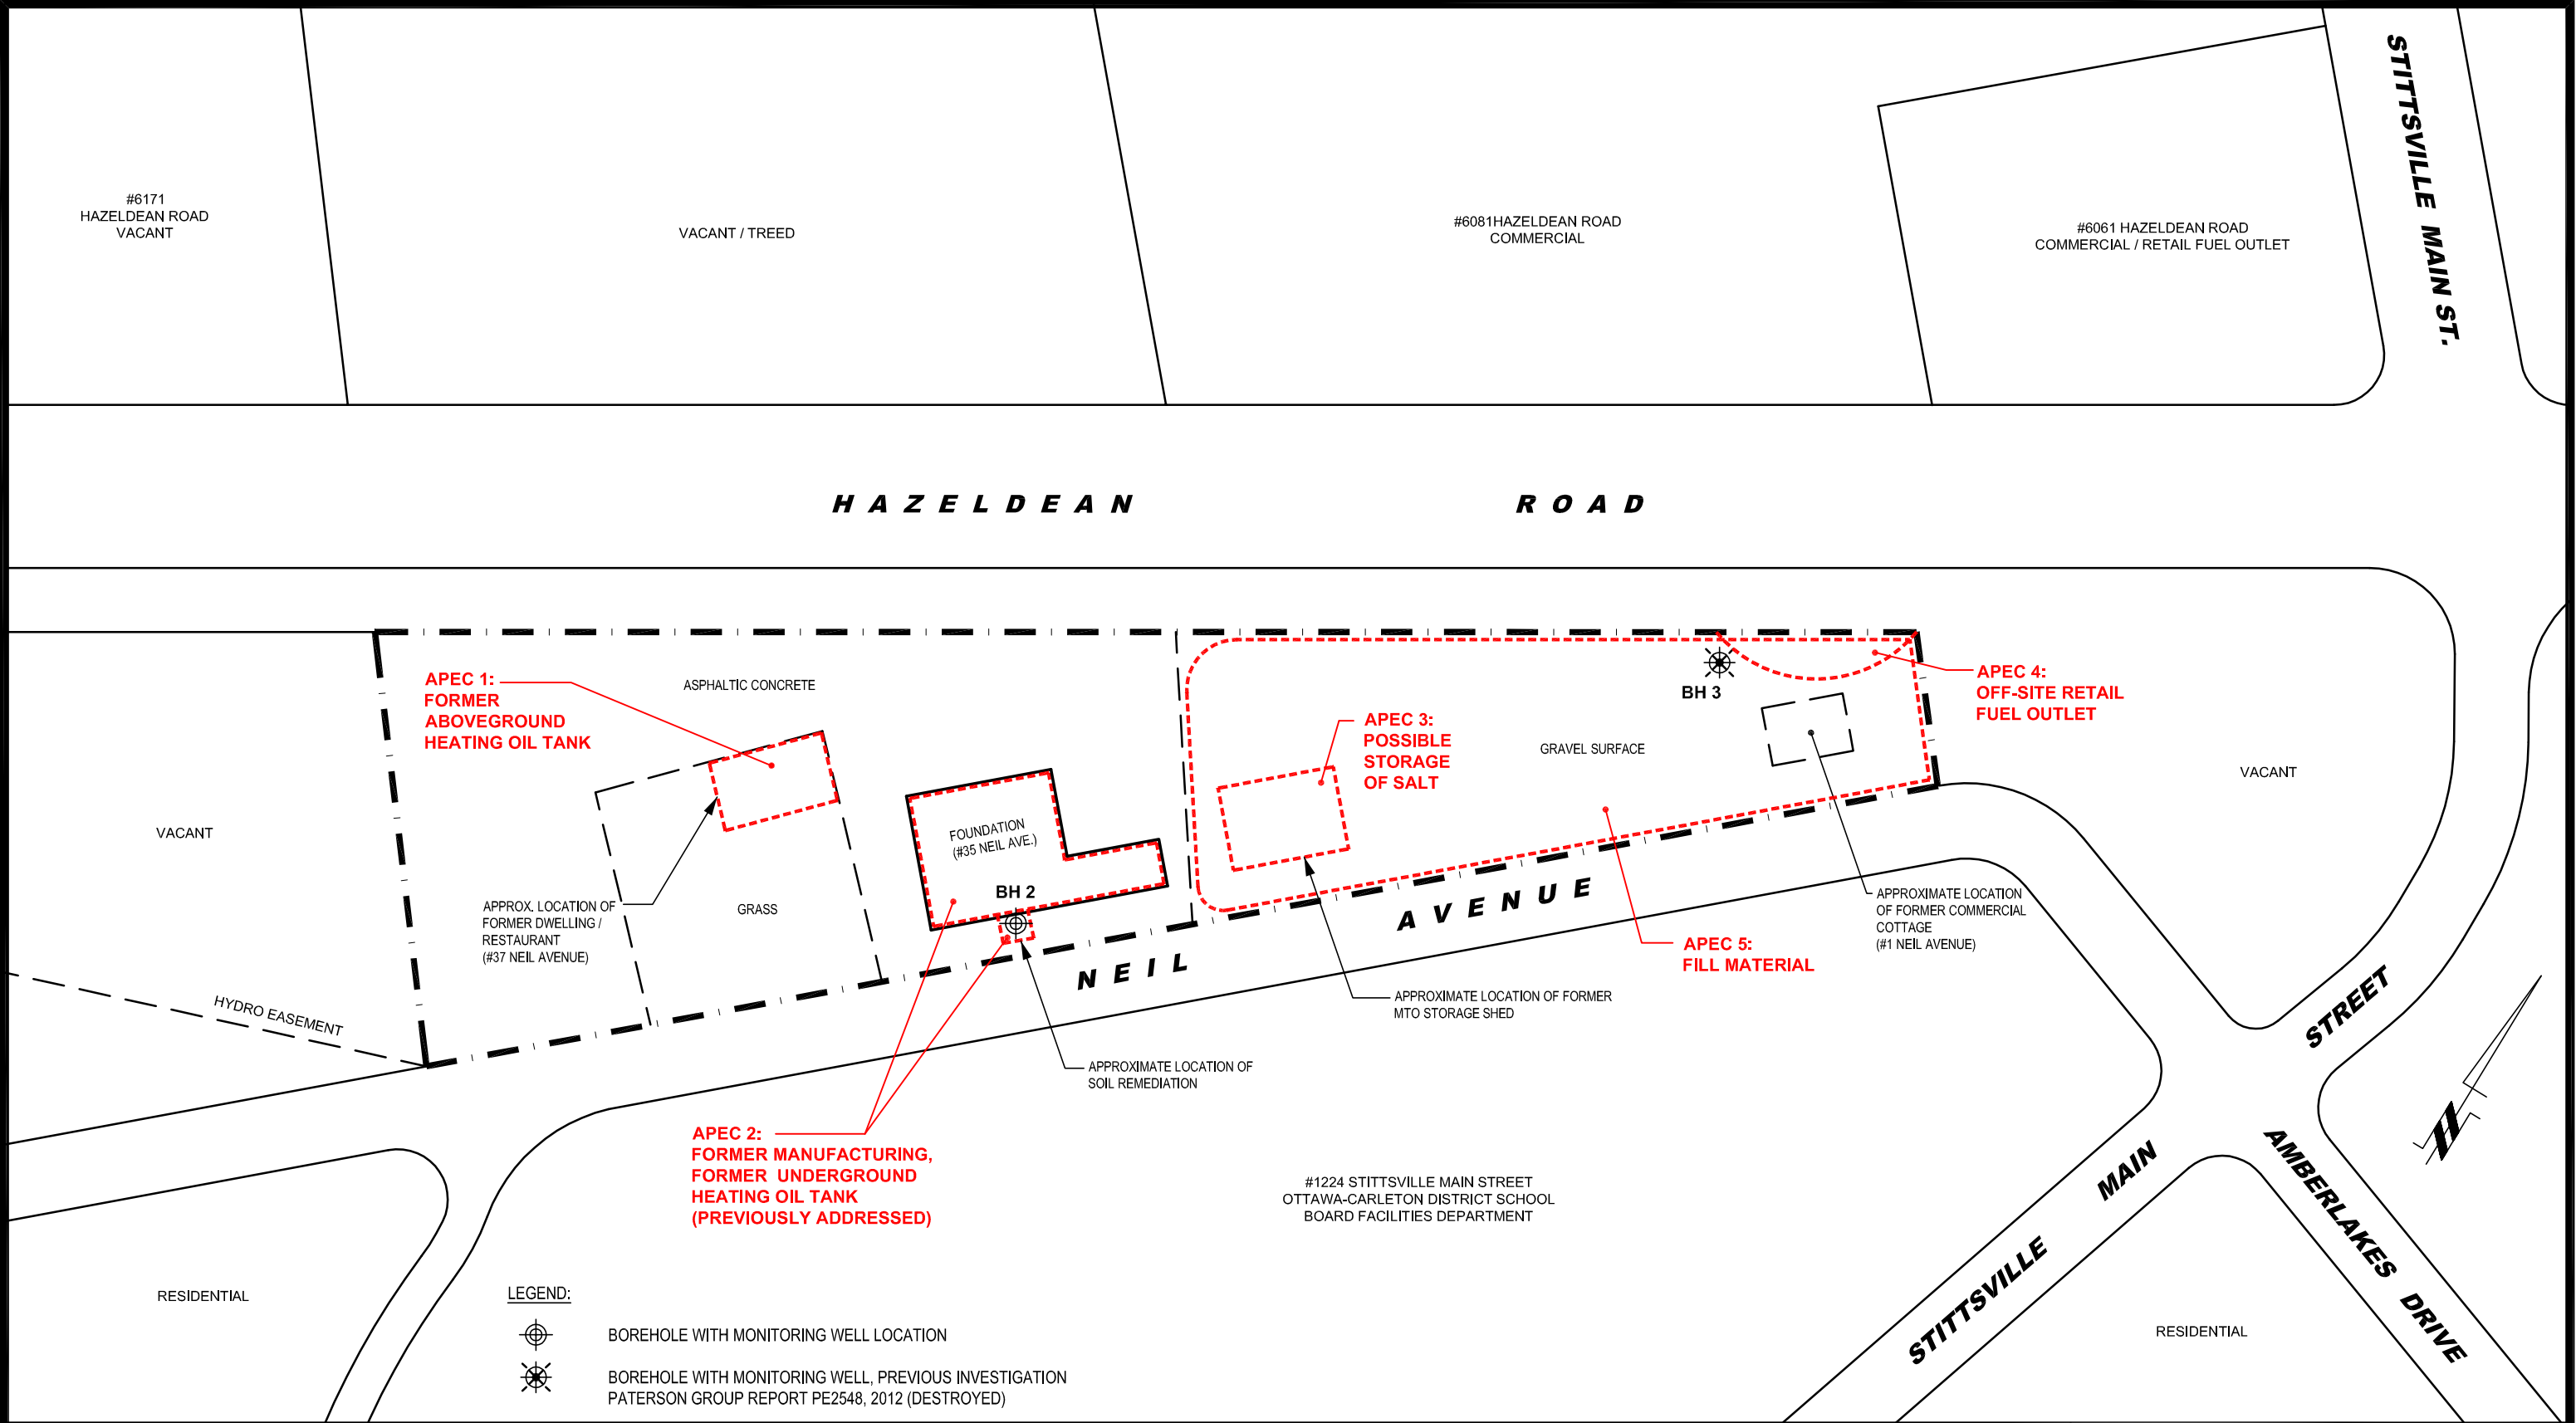 STITTSVILLE MAIN ST.
#6171
HAZELDEAN ROAD
VACANT
VACANT / TREED
#6081HAZELDEAN ROAD
COMMERCIAL
#6061 HAZELDEAN ROAD
COMMERCIAL / RETAIL FUEL OUTLET
HAZELDEAN ROAD
APEC 1:
FORMER
ABOVEGROUND
HEATING OIL TANK
ASPHALTIC CONCRETE
BH 3
APEC 4:
OFF-SITE RETAIL
FUEL OUTLET
APEC 3:
POSSIBLE
STORAGE
OF SALT
GRAVEL SURFACE
VACANT
VACANT
FOUNDATION
(#35 NEIL AVE.)
BH 2
GRASS
APPROX. LOCATION OF
FORMER DWELLING /
RESTAURANT
(#37 NEIL AVENUE)
NEIL AVENUE
APPROXIMATE LOCATION
OF FORMER COMMERCIAL
COTTAGE
(#1 NEIL AVENUE)
APEC 5:
FILL MATERIAL
HYDRO EASEMENT
APPROXIMATE LOCATION OF FORMER
MTO STORAGE SHED
APPROXIMATE LOCATION OF
SOIL REMEDIATION
APEC 2:
FORMER MANUFACTURING,
FORMER UNDERGROUND
HEATING OIL TANK
(PREVIOUSLY ADDRESSED)
#1224 STITTSVILLE MAIN STREET
OTTAWA-CARLETON DISTRICT SCHOOL
BOARD FACILITIES DEPARTMENT
STITTSVILLE MAIN STREET
AMBERLAKES DRIVE
RESIDENTIAL
RESIDENTIAL
LEGEND:
BOREHOLE WITH MONITORING WELL LOCATION
BOREHOLE WITH MONITORING WELL, PREVIOUS INVESTIGATION
PATERSON GROUP REPORT PE2548, 2012 (DESTROYED)